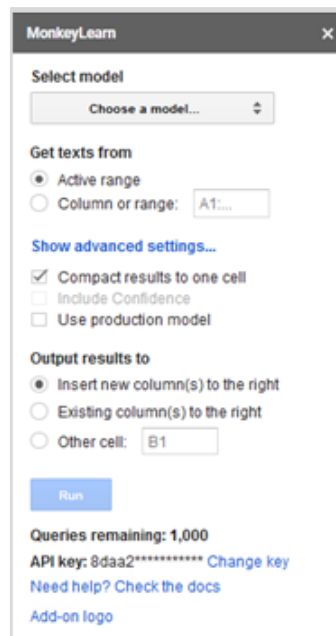 MonkeyLearn ×
Select model
Choose a model...
Get texts from
Active range
Column or range: A1:...
Show advanced settings...
Compact results to one cell
Include Confidence
Use production model
Output results to
Insert new column(s) to the right
Existing column(s) to the right
Other cell: B1
Run
Queries remaining: 1,000
API key: 8daa2*********** Change key
Need help? Check the docs
Add-on logo